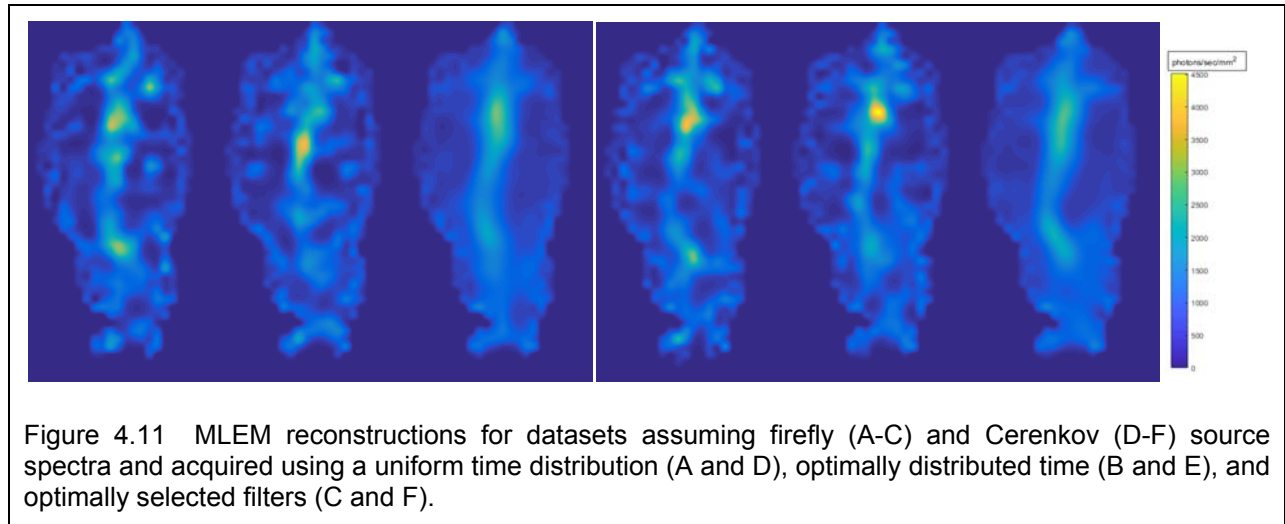 photons/sec/mm²
4500
4000
3500
3000
2500
2000
1500
1000
500
0
Figure 4.11 MLEM reconstructions for datasets assuming firefly (A-C) and Cerenkov (D-F) source
spectra and acquired using a uniform time distribution (A and D), optimally distributed time (B and E), and
optimally selected filters (C and F).